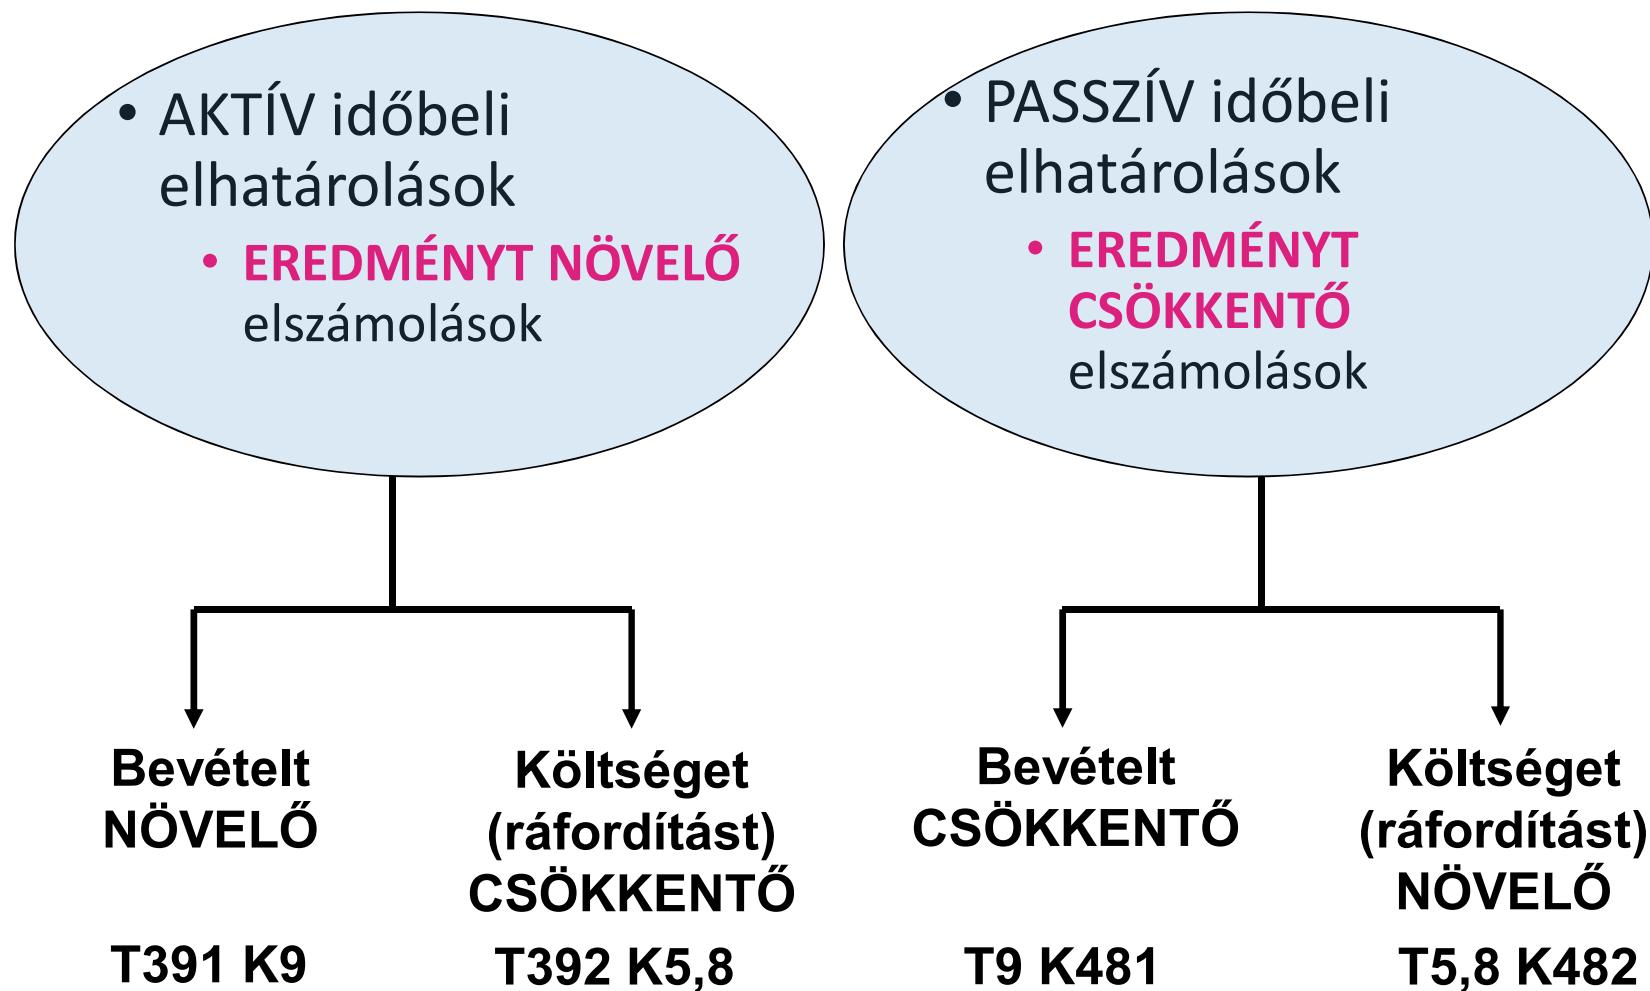 • AKTÍV időbeli
elhatárolások
• EREDMÉNYT NÖVELŐ
elszámolások
• PASSZÍV időbeli
elhatárolások
• EREDMÉNYT
CSÖKKENTŐ
elszámolások
Bevételt
NÖVELŐ
T391 K9
Költséget
(ráfordítást)
CSÖKKENTŐ
T392 K5,8
Bevételt
CSÖKKENTŐ
T9 K481
Költséget
(ráfordítást)
NÖVELŐ
T5,8 K482